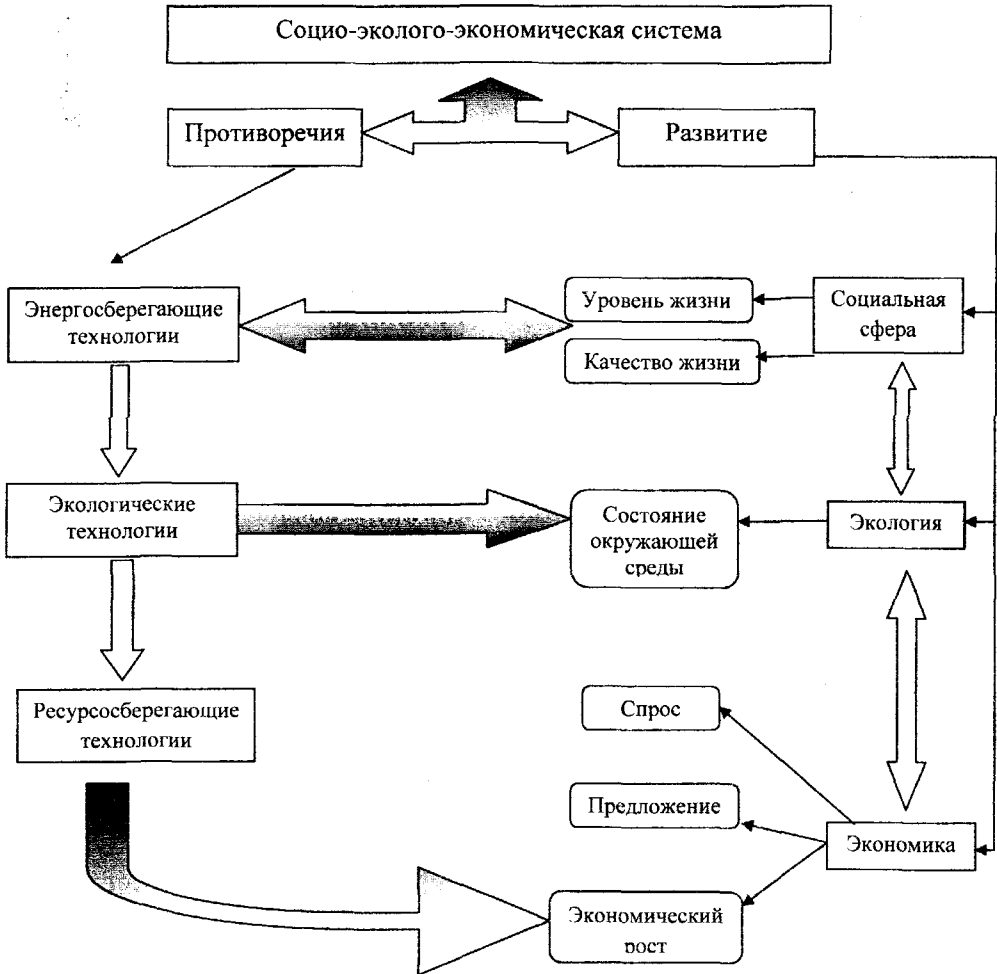 Социо-эколого-экономическая система
Противоречия
Развитие
Энергосберегающие
технологии
Уровень жизни
Качество жизни
Социальная
сфера
Экологические
технологии
Состояние
окружающей
среды
Экология
Ресурсосберегающие
технологии
Спрос
Предложение
Экономика
Экономический
рост